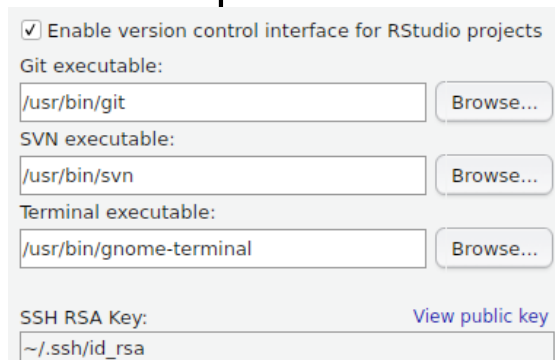 Enable version control interface for RStudio projects
Git executable:
/usr/bin/git Browse...
SVN executable:
/usr/bin/svn Browse...
Terminal executable:
/usr/bin/gnome-terminal Browse...
SSH RSA Key: View public key
~/.ssh/id_rsa